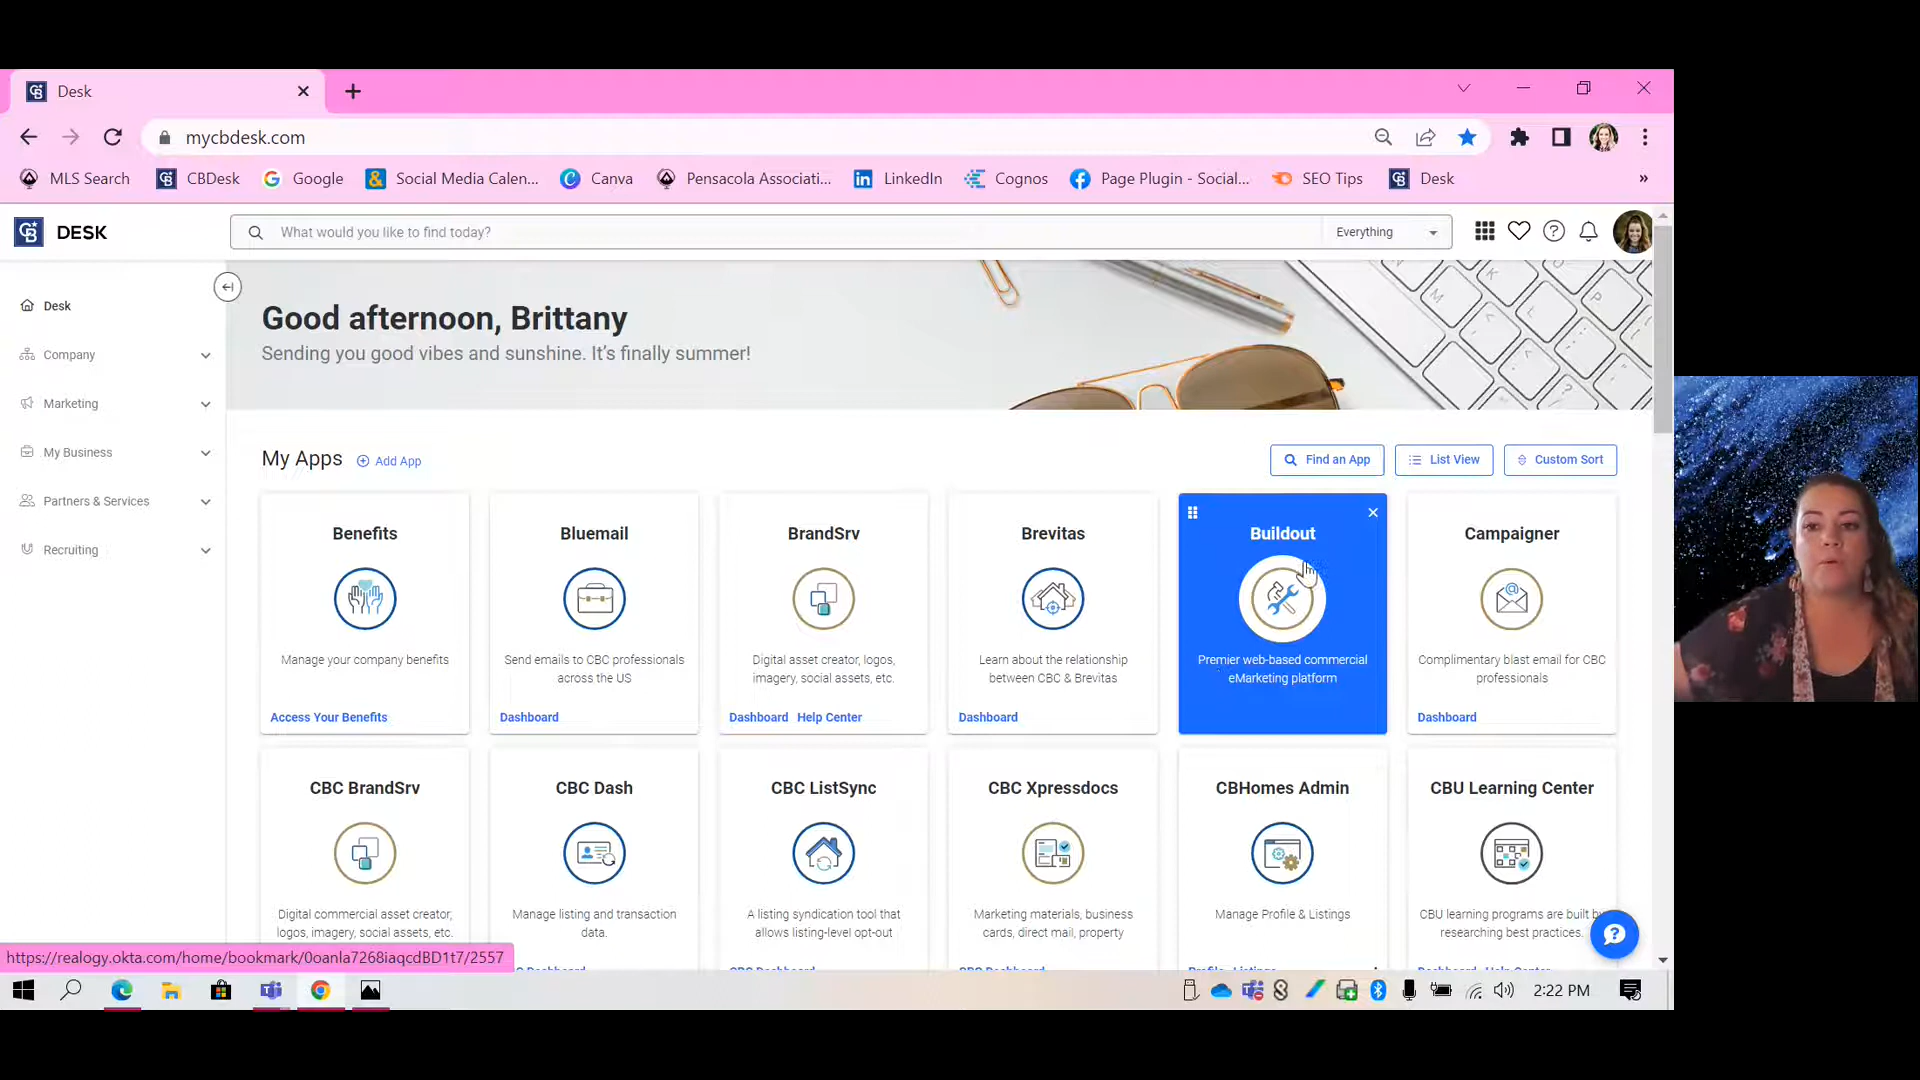 Desk
mycbdesk.com
MLS Search CBDesk Google Social Media Calen... Canva Pensacola Associati... LinkedIn Cognos Page Plugin - Social... SEO Tips Desk »
DESK
What would you like to find today?
Everything
Desk
Company
Marketing
My Business
Partners & Services
Recruiting
Good afternoon, Brittany
Sending you good vibes and sunshine. It's finally summer!
My Apps
Add App
Find an App
List View
Custom Sort
Benefits
Manage your company benefits
Access Your Benefits
Bluemail
Send emails to CBC professionals
across the US
Dashboard
BrandSrv
Digital asset creator, logos,
imagery, social assets, etc.
Dashboard Help Center
Brevitas
Learn about the relationship
between CBC & Brevitas
Dashboard
Buildout
Premier web-based commercial
eMarketing platform
Campaigner
Complimentary blast email for CBC
professionals
Dashboard
CBC BrandSrv
Digital commercial asset creator,
logos, imagery, social assets, etc.
CBC Dash
Manage listing and transaction
data.
CBC ListSync
A listing syndication tool that
allows listing-level opt-out
CBC Xpressdocs
Marketing materials, business
cards, direct mail, property
CBHomes Admin
Manage Profile & Listings
CBU Learning Center
CBU learning programs are built by
researching best practices.
https://realogy.okta.com/home/bookmark/0oanla7268iaqcdBD1t7/2557
2:22 PM